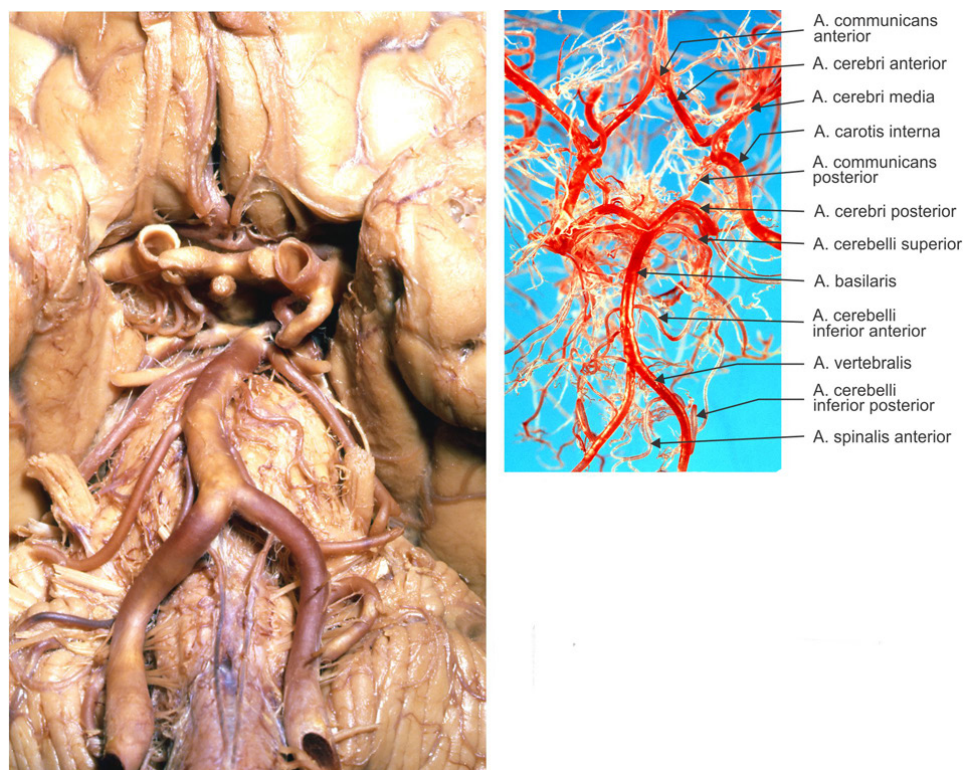 A. communicans
anterior
A. cerebri anterior
A. cerebri media
A. carotis interna
A. communicans
posterior
A. cerebri posterior
A. cerebelli superior
A. basilaris
A. cerebelli
inferior anterior
A. vertebralis
A. cerebelli
inferior posterior
A. spinalis anterior